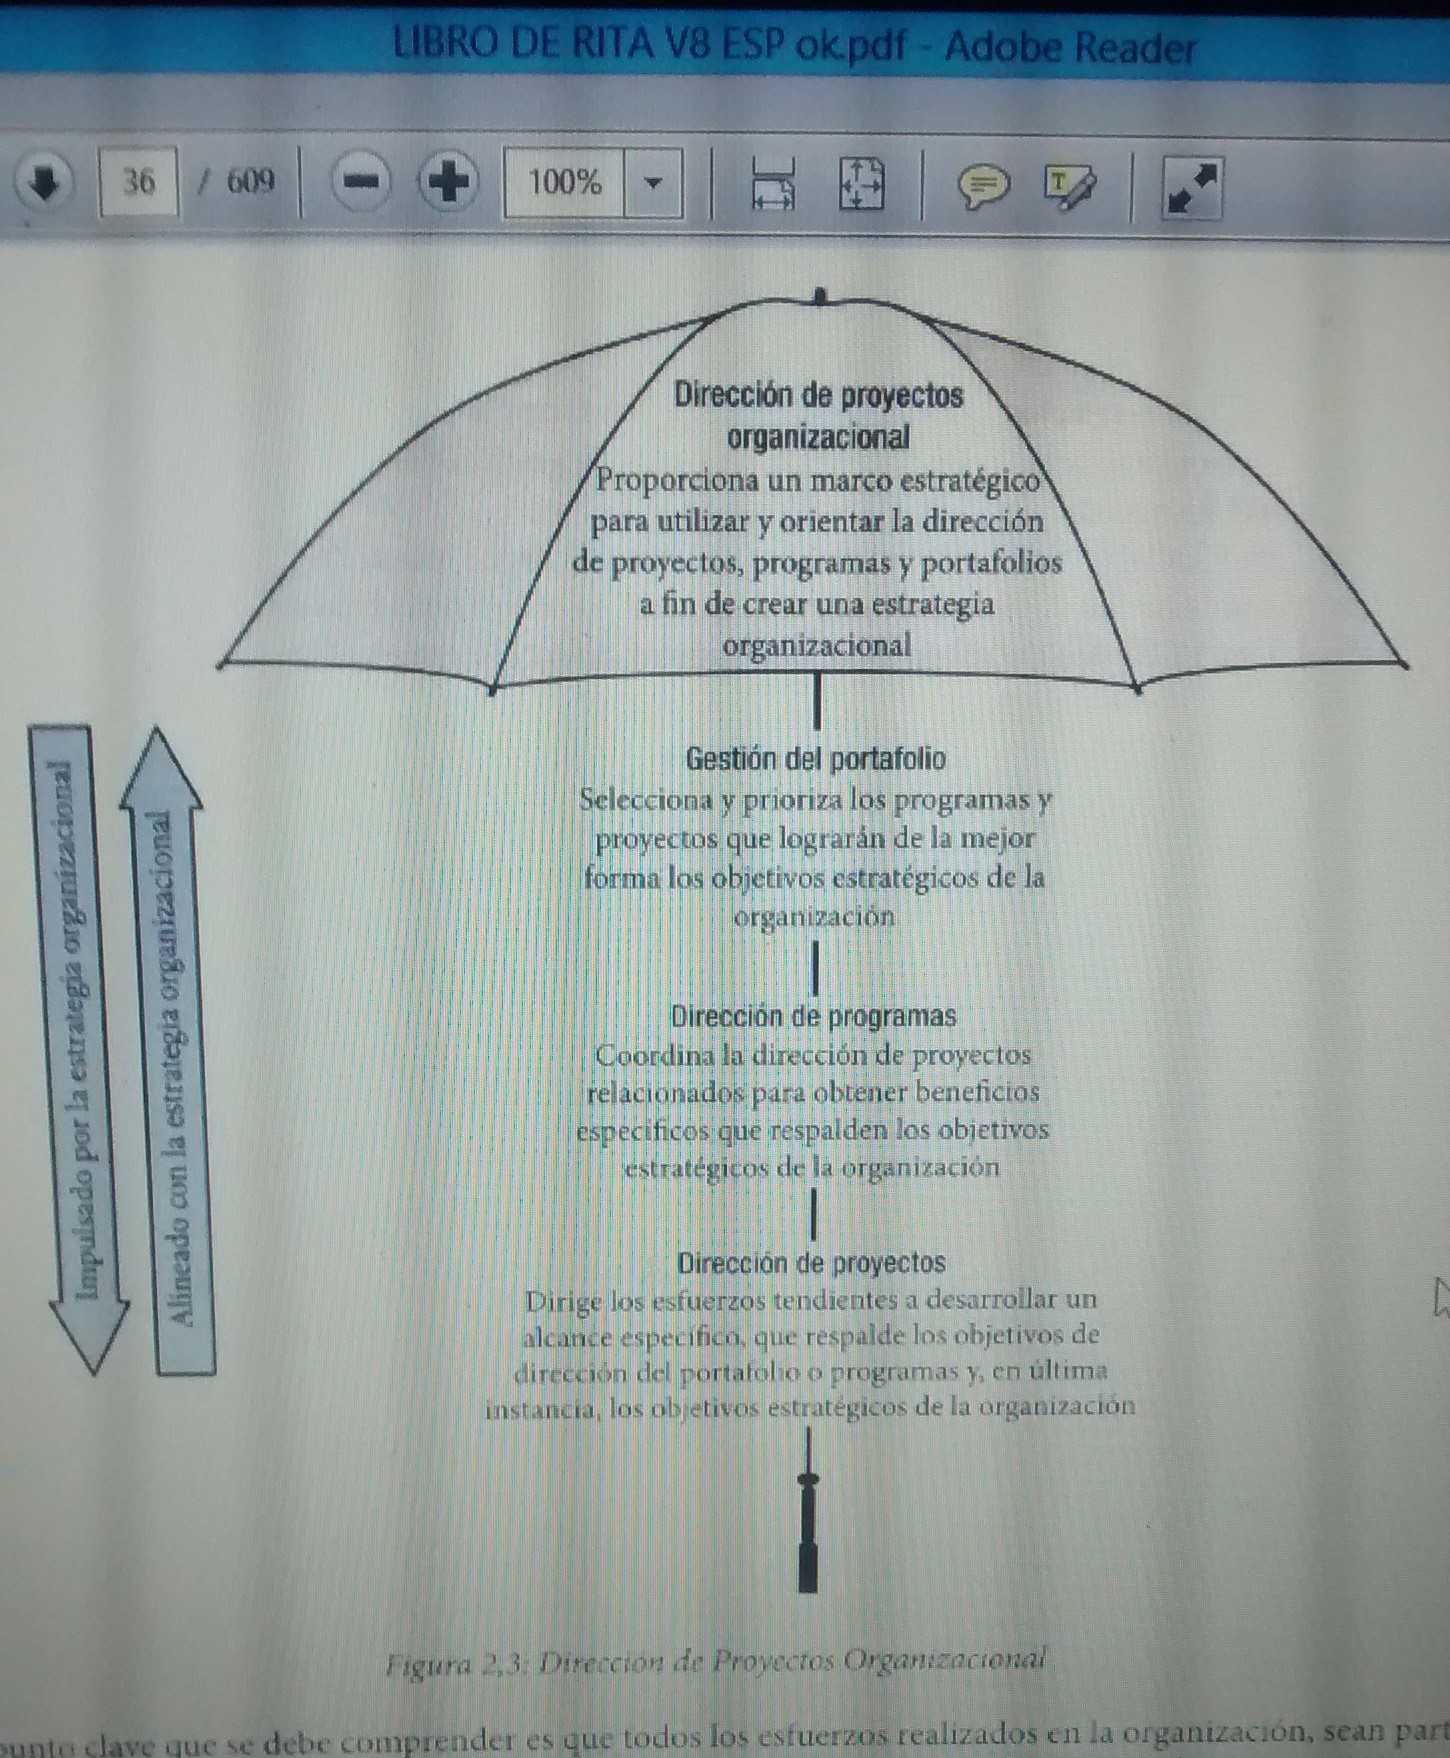 LIBRO DE RITA V8 ESP ok.pdf - Adobe Reader
36 / 609
100%
T
Dirección de proyectos
organizacional
Proporciona un marco estratégico
para utilizar y orientar la dirección
de proyectos, programas y portafolios
a fin de crear una estrategia
organizacional
Impulsado por la estrategia organizacional
Alineado con la estrategia organizacional
Gestión del portafolio
Selecciona y prioriza los programas y
proyectos que lograrán de la mejor
forma los objetivos estratégicos de la
organización
Dirección de programas
Coordina la dirección de proyectos
relacionados para obtener beneficios
específicos que respalden los objetivos
estratégicos de la organización
Dirección de proyectos
Dirige los esfuerzos tendientes a desarrollar un
alcance específico, que respalde los objetivos de
dirección del portafolio o programas y, en última
instancia, los objetivos estratégicos de la organización
Figura 2,3: Dirección de Proyectos Organizacional
punto clave que se debe comprender es que todos los esfuerzos realizados en la organización, sean part